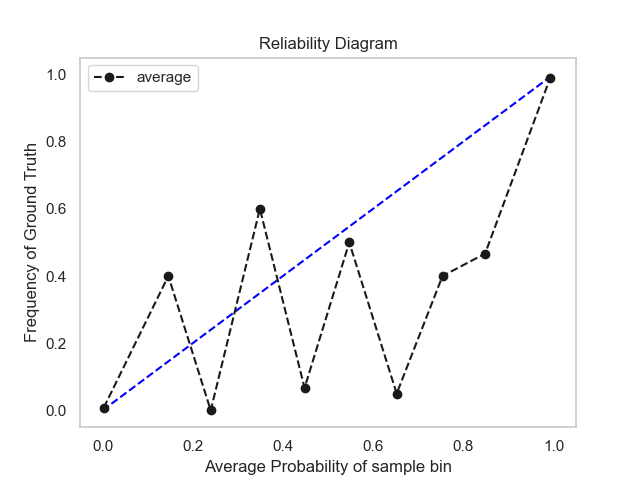 Reliability Diagram
average
Frequency of Ground Truth
1.0
0.8
0.6
0.4
0.2
0.0
0.0 0.2 0.4 0.6 0.8 1.0
Average Probability of sample bin